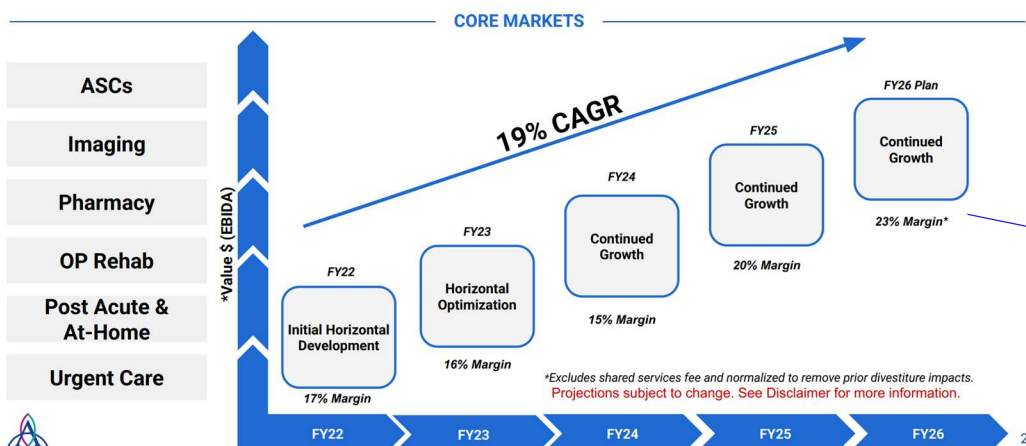 CORE MARKETS
ASCs
Imaging
Pharmacy
OP Rehab
Post Acute &
At-Home
Urgent Care
*Value $ (EBIDA)
19% CAGR
FY22
Initial Horizontal
Development
17% Margin
FY23
Horizontal
Optimization
16% Margin
FY24
Continued
Growth
15% Margin
FY25
Continued
Growth
20% Margin
FY26 Plan
Continued
Growth
23% Margin*
*Excludes shared services fee and normalized to remove prior divestiture impacts.
Projections subject to change. See Disclaimer for more information.
FY22
FY23
FY24
FY25
FY26
2